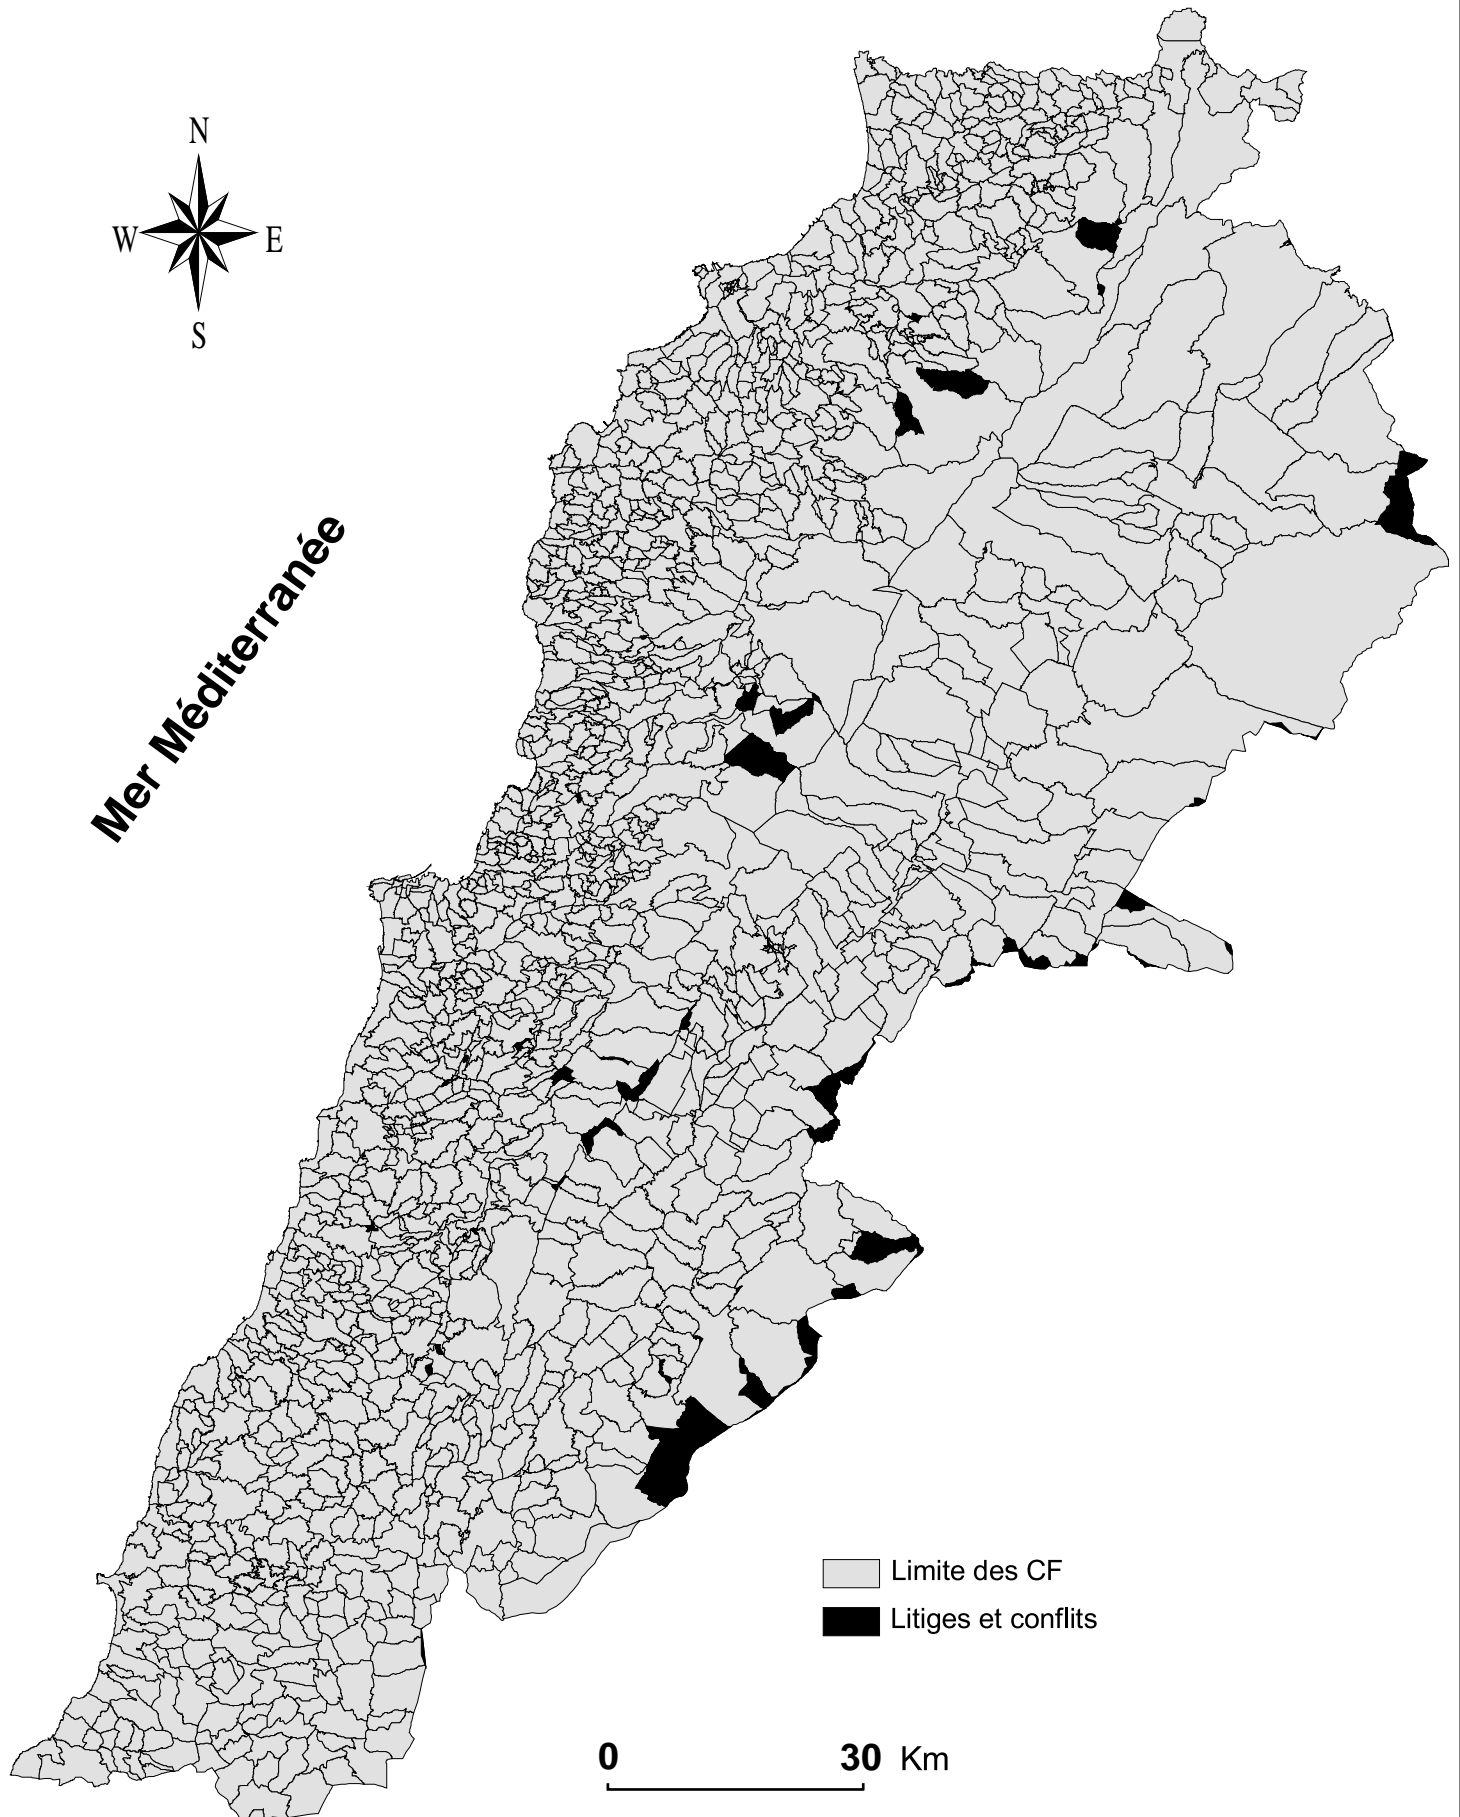 N
W E
S
Mer Méditerranée
Limite des CF
Litiges et conflits
0 30 Km